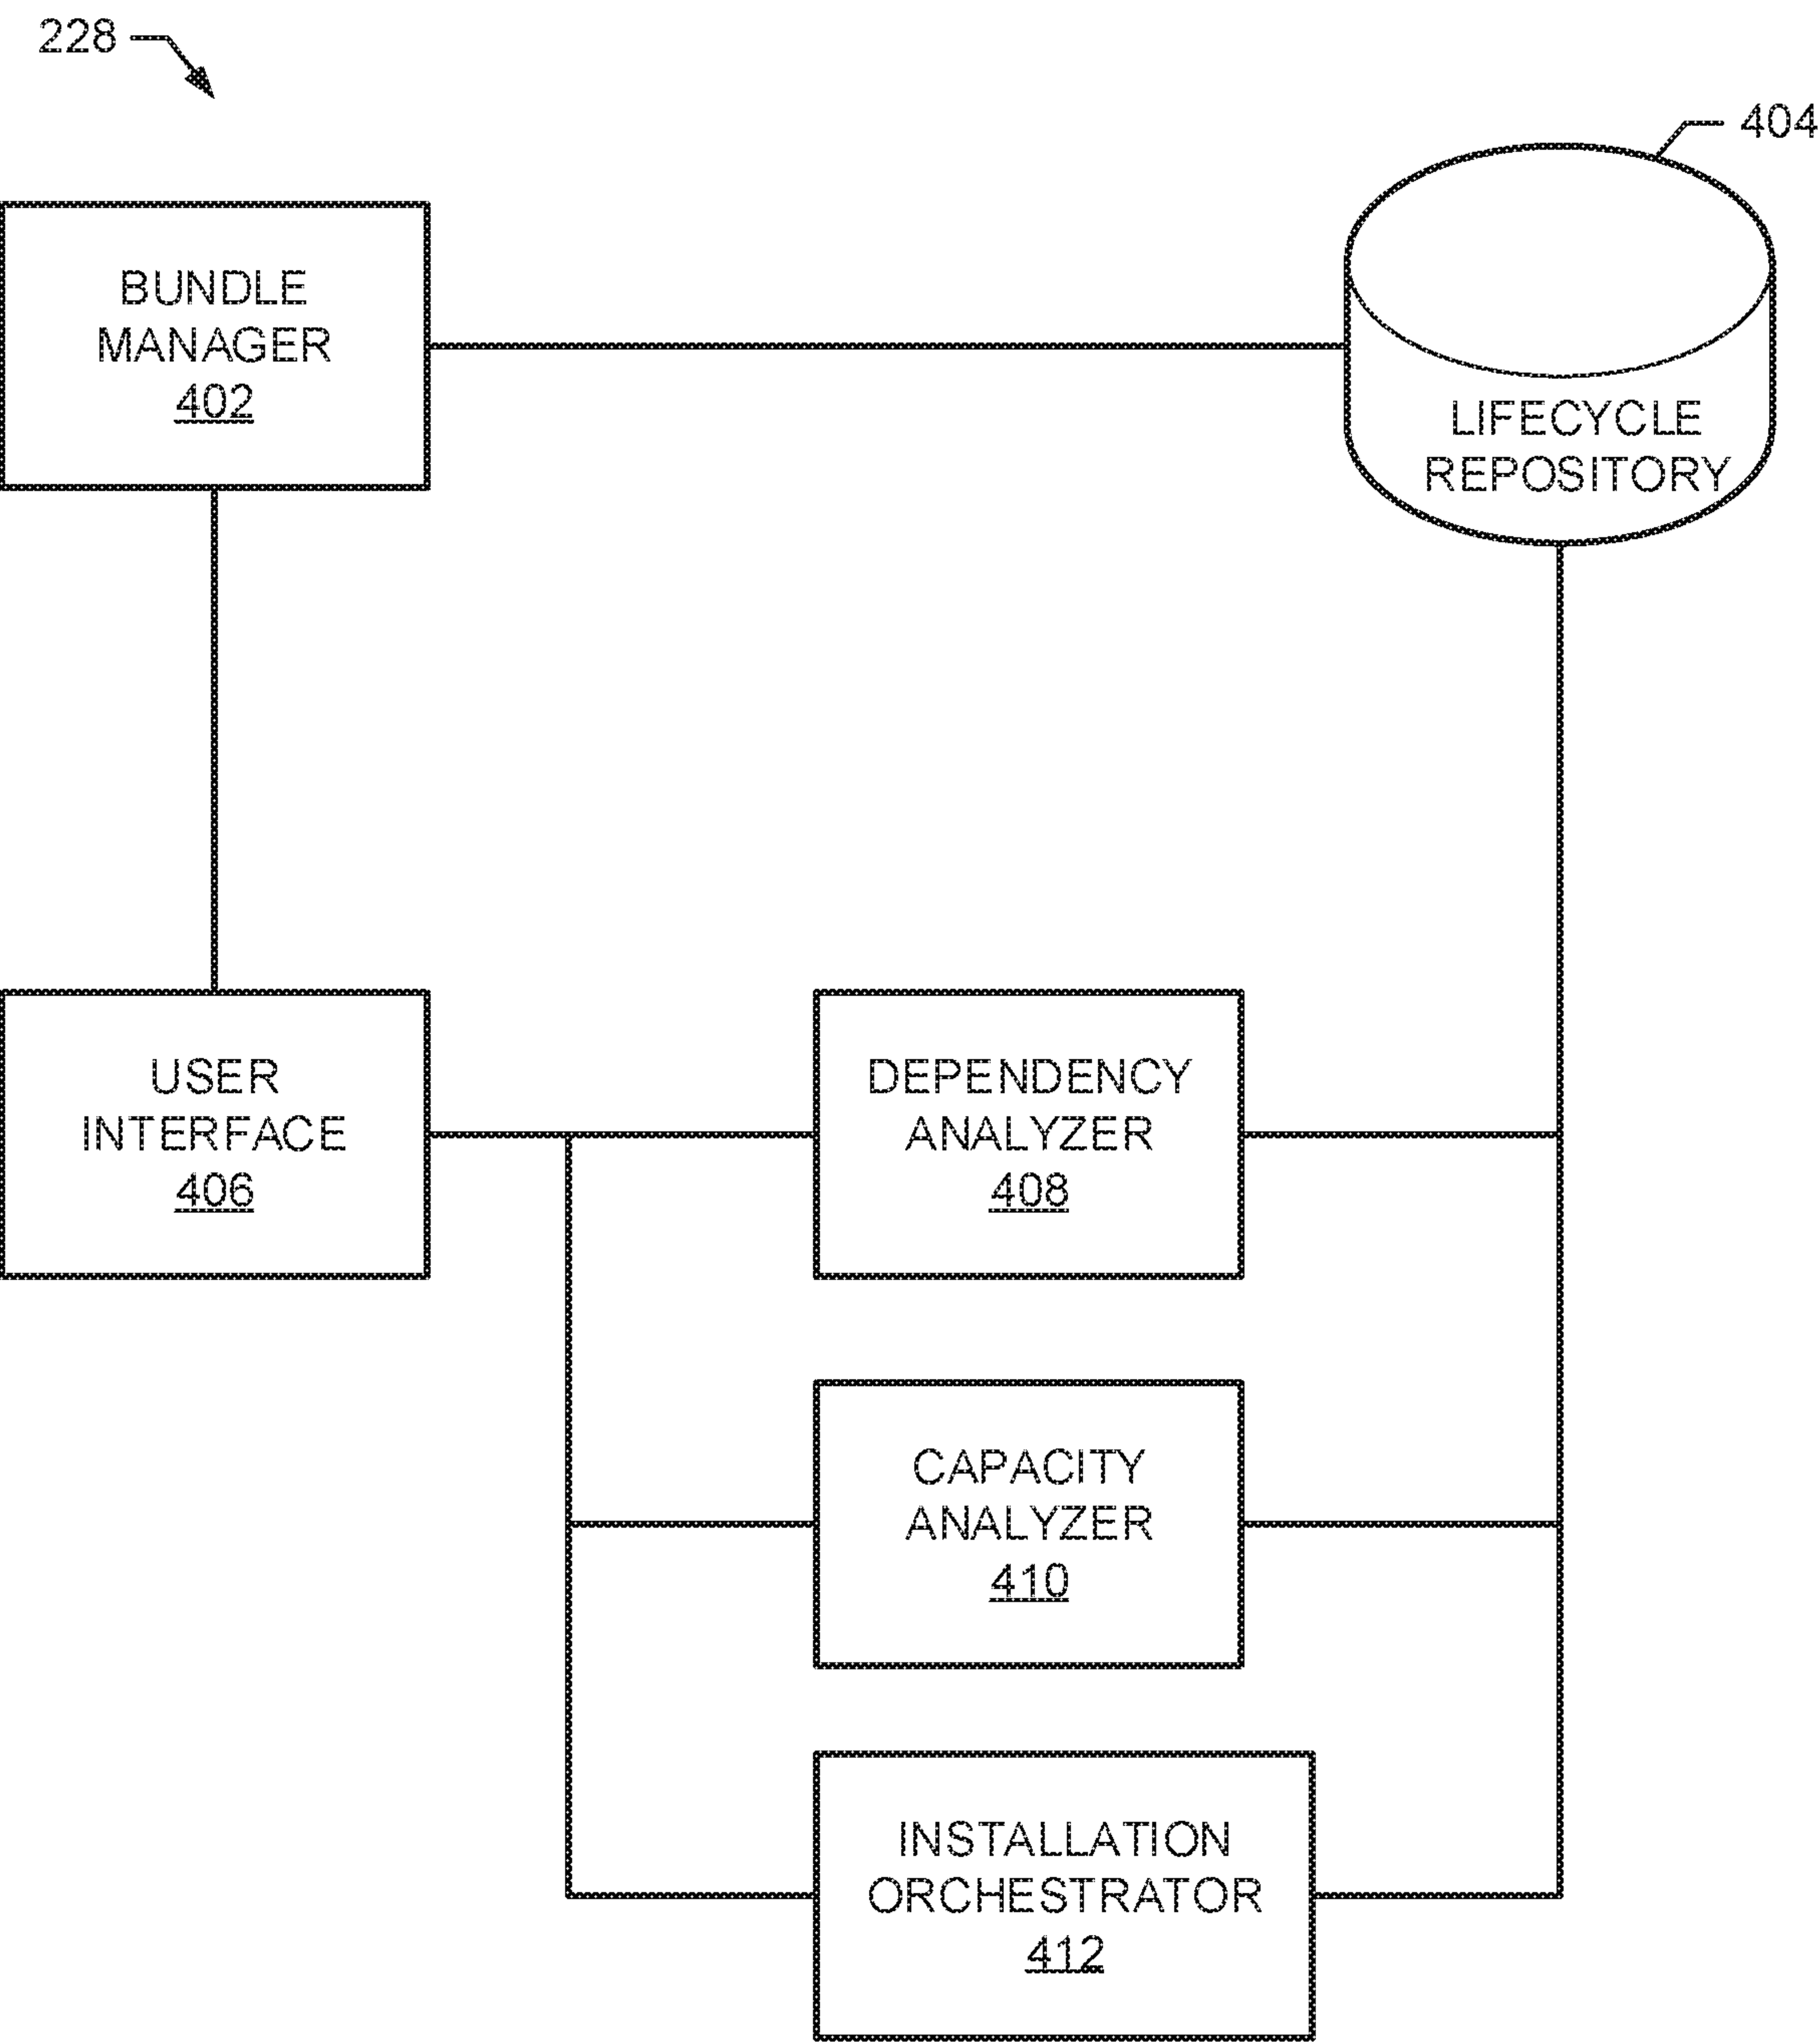 228
404
BUNDLE
MANAGER
402
LIFECYCLE
REPOSITORY
USER
INTERFACE
406
DEPENDENCY
ANALYZER
408
CAPACITY
ANALYZER
410
INSTALLATION
ORCHESTRATOR
412